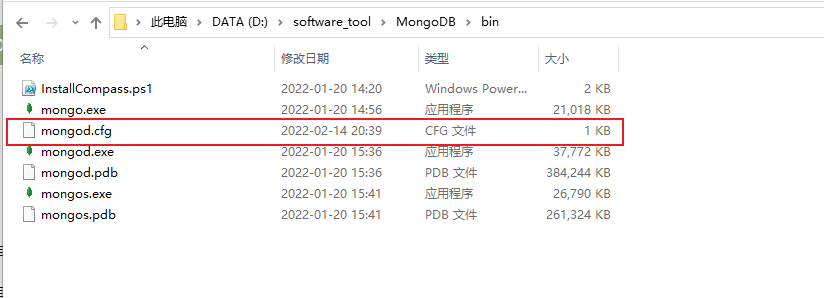 此电脑 > DATA (D:) > software_tool > MongoDB > bin
名称 修改日期 类型 大小
InstallCompass.ps1 2022-01-20 14:20 Windows Power... 2 KB
mongo.exe 2022-01-20 14:56 应用程序 21,018 KB
mongod.cfg 2022-02-14 20:39 CFG 文件 1 KB
mongod.exe 2022-01-20 15:36 应用程序 37,772 KB
mongod.pdb 2022-01-20 15:36 PDB 文件 384,244 KB
mongos.exe 2022-01-20 15:41 应用程序 26,790 KB
mongos.pdb 2022-01-20 15:41 PDB 文件 261,324 KB